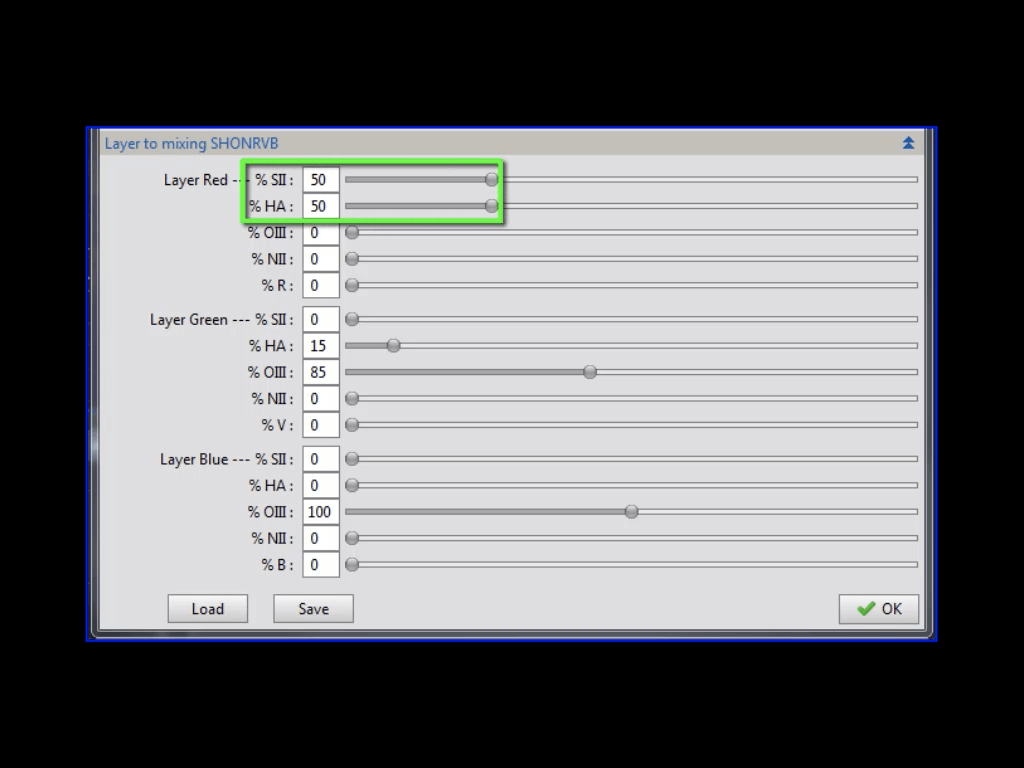 Layer to mixing SHONRVB
Layer Red --- % SII : 50
% HA : 50
% OIII : 0
% NII : 0
% R : 0
Layer Green --- % SII : 0
% HA : 15
% OIII : 85
% NII : 0
% V : 0
Layer Blue --- % SII : 0
% HA : 0
% OIII : 100
% NII : 0
% B : 0
Load Save OK